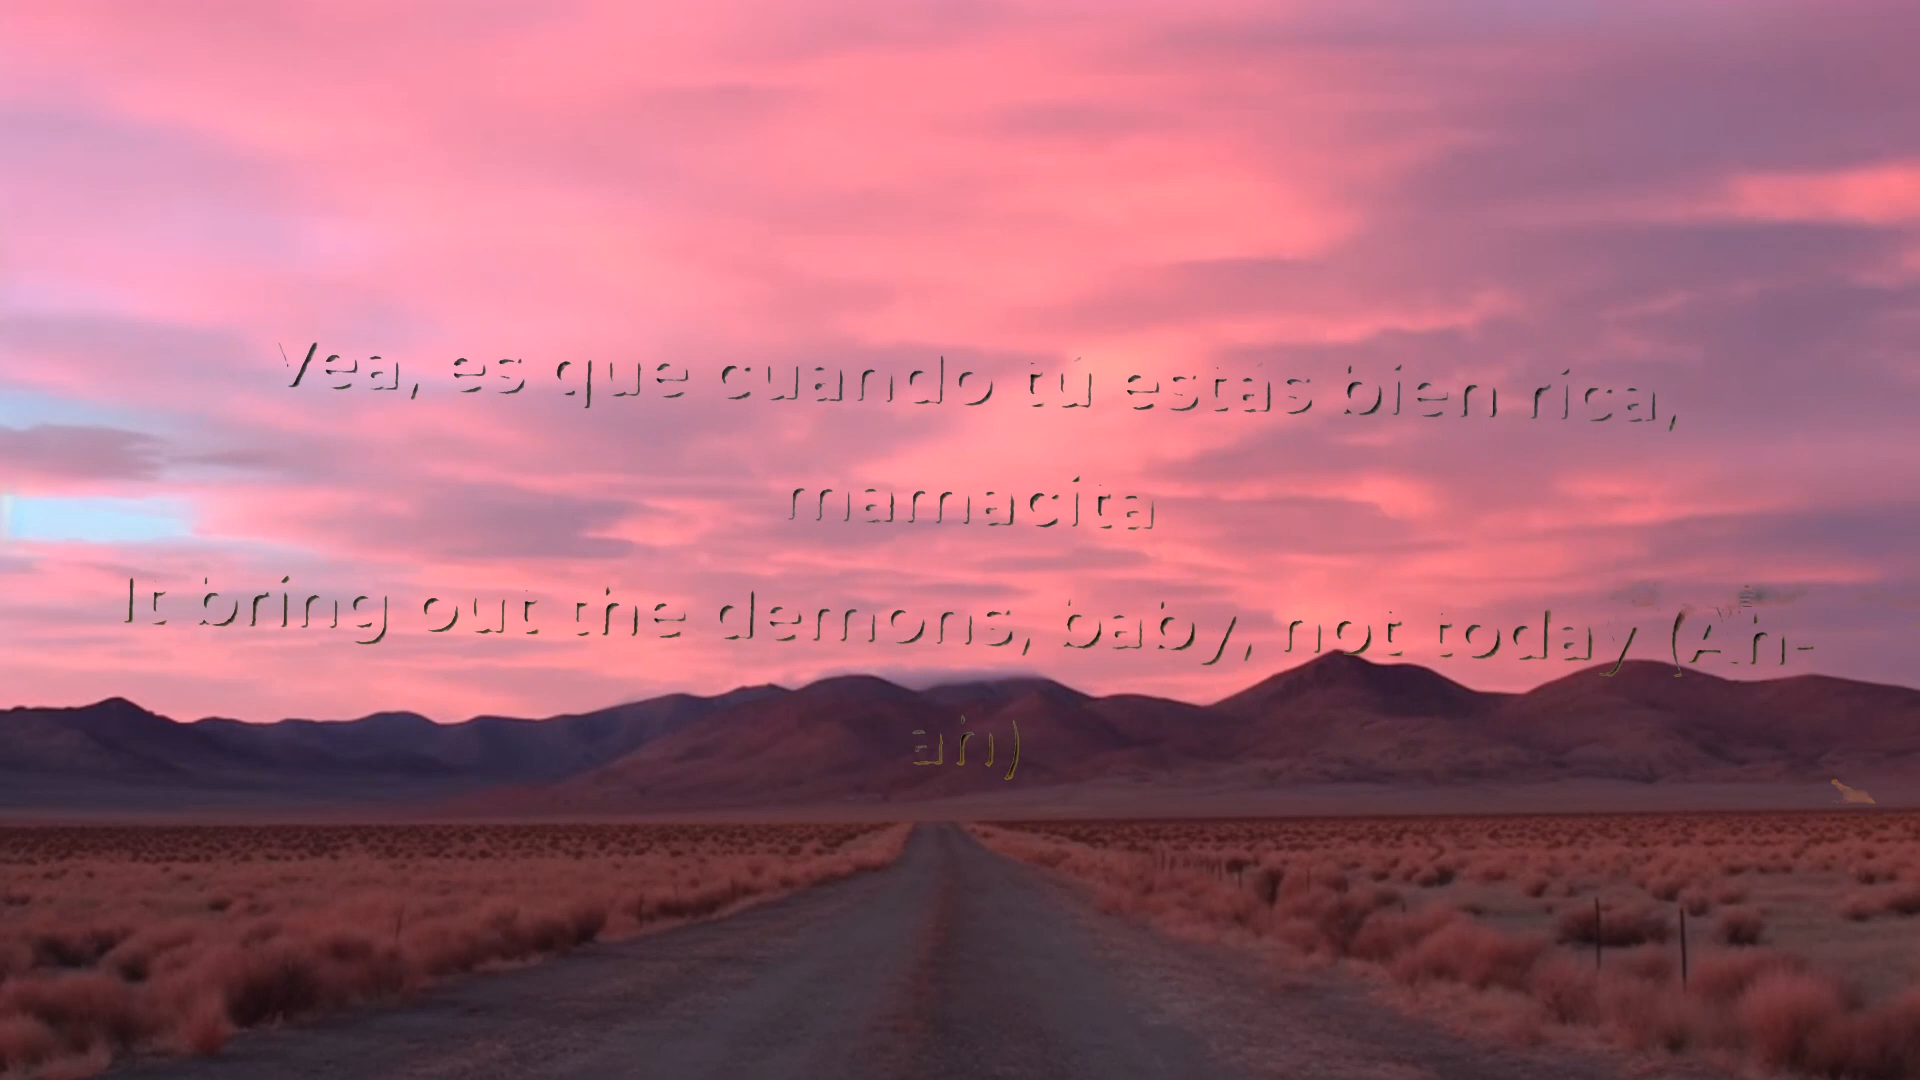 Vea, es que cuando tú estás bien rica,
mamacita
It bring out the demons, baby, not today (Ah-
ah)